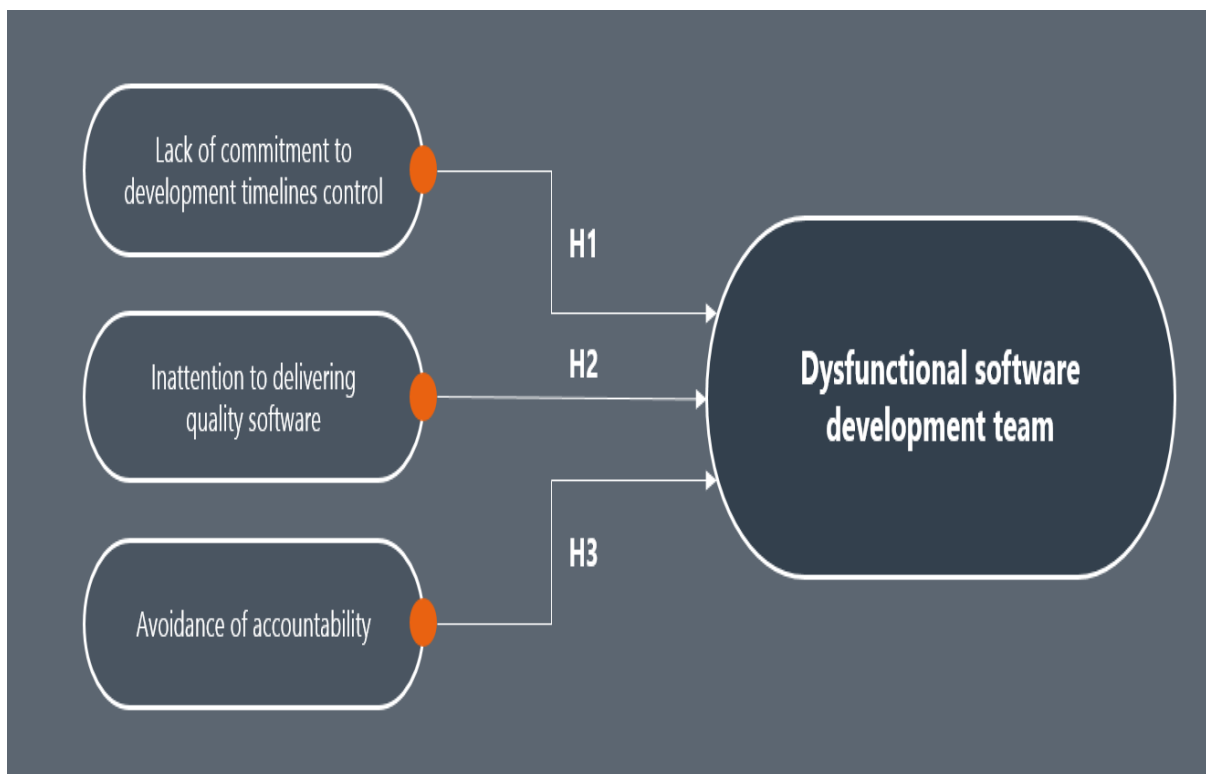 Lack of commitment to
development timelines control
H1
Inattention to delivering
quality software
H2
Dysfunctional software
development team
Avoidance of accountability
H3